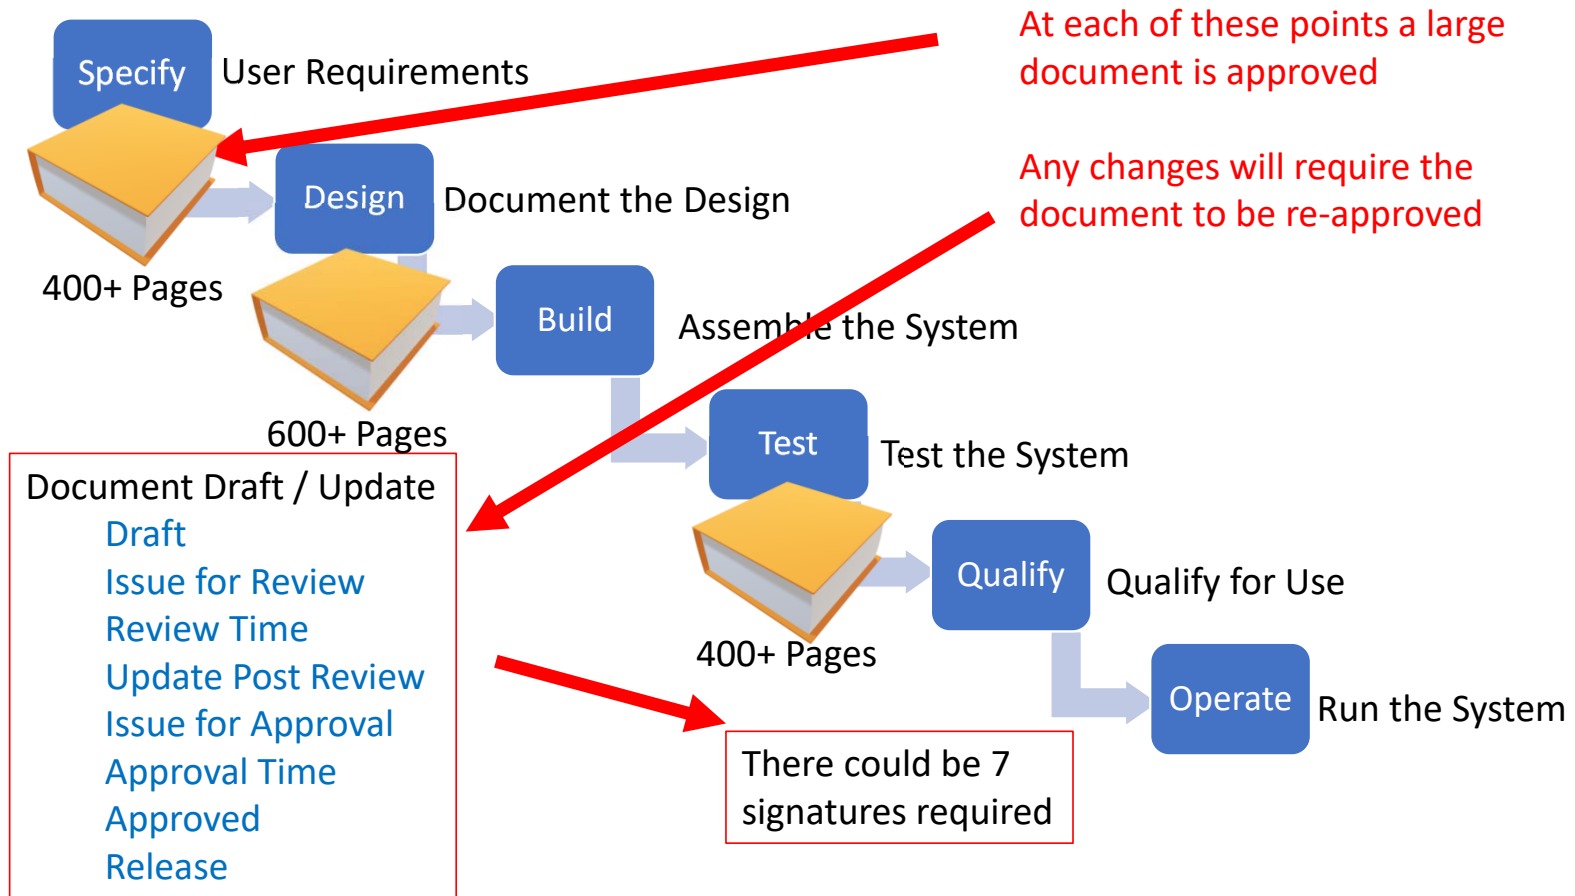 At each of these points a large
document is approved
Specify
User Requirements
Any changes will require the
document to be re-approved
Design
Document the Design
400+ Pages
Build
Assemble the System
600+ Pages
Test
Test the System
Document Draft / Update
Draft
Issue for Review
Review Time
Update Post Review
Issue for Approval
Approval Time
Approved
Release
Qualify
Qualify for Use
400+ Pages
Operate
Run the System
There could be 7
signatures required